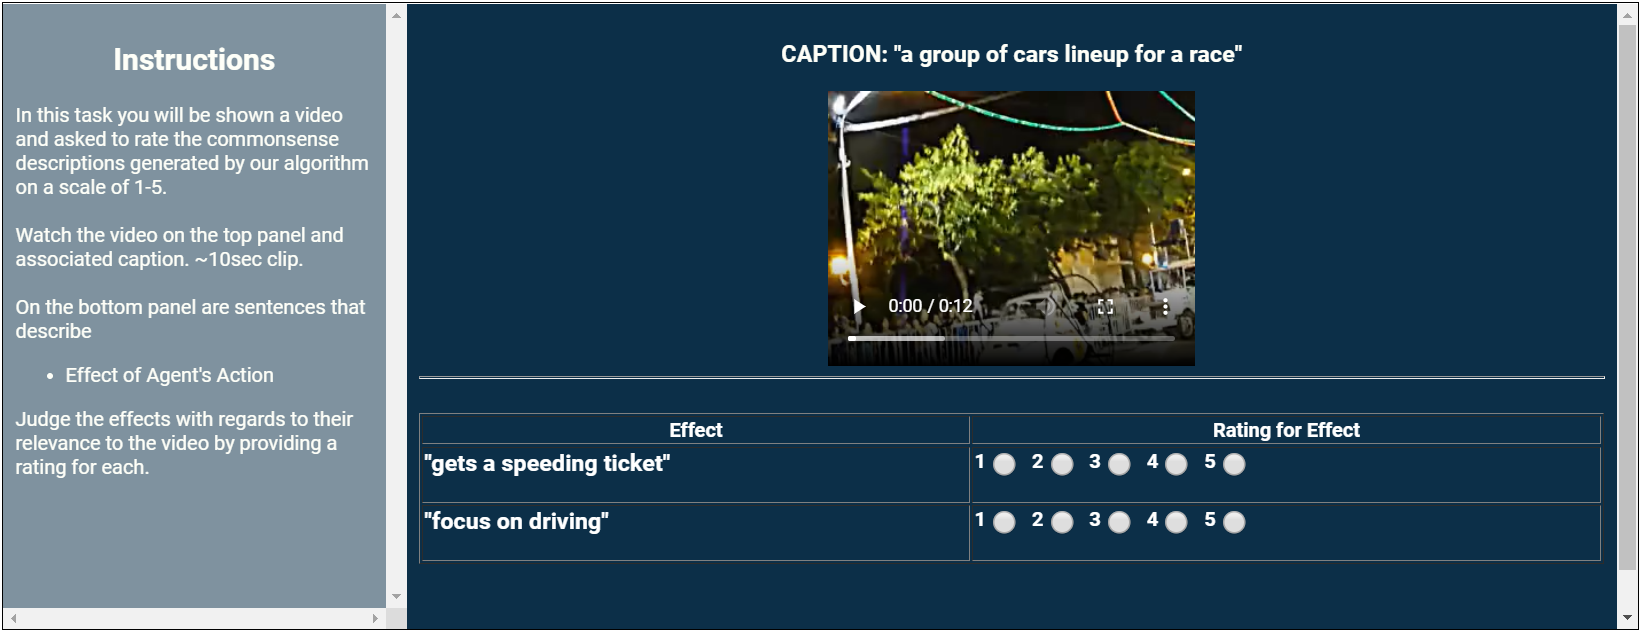 Instructions
In this task you will be shown a video
and asked to rate the commonsense
descriptions generated by our algorithm
on a scale of 1-5.
Watch the video on the top panel and
associated caption. ~10sec clip.
On the bottom panel are sentences that
describe
• Effect of Agent's Action
Judge the effects with regards to their
relevance to the video by providing a
rating for each.
CAPTION: "a group of cars lineup for a race"
0:00 / 0:12
Effect Rating for Effect
"gets a speeding ticket" 1 2 3 4 5
"focus on driving" 1 2 3 4 5